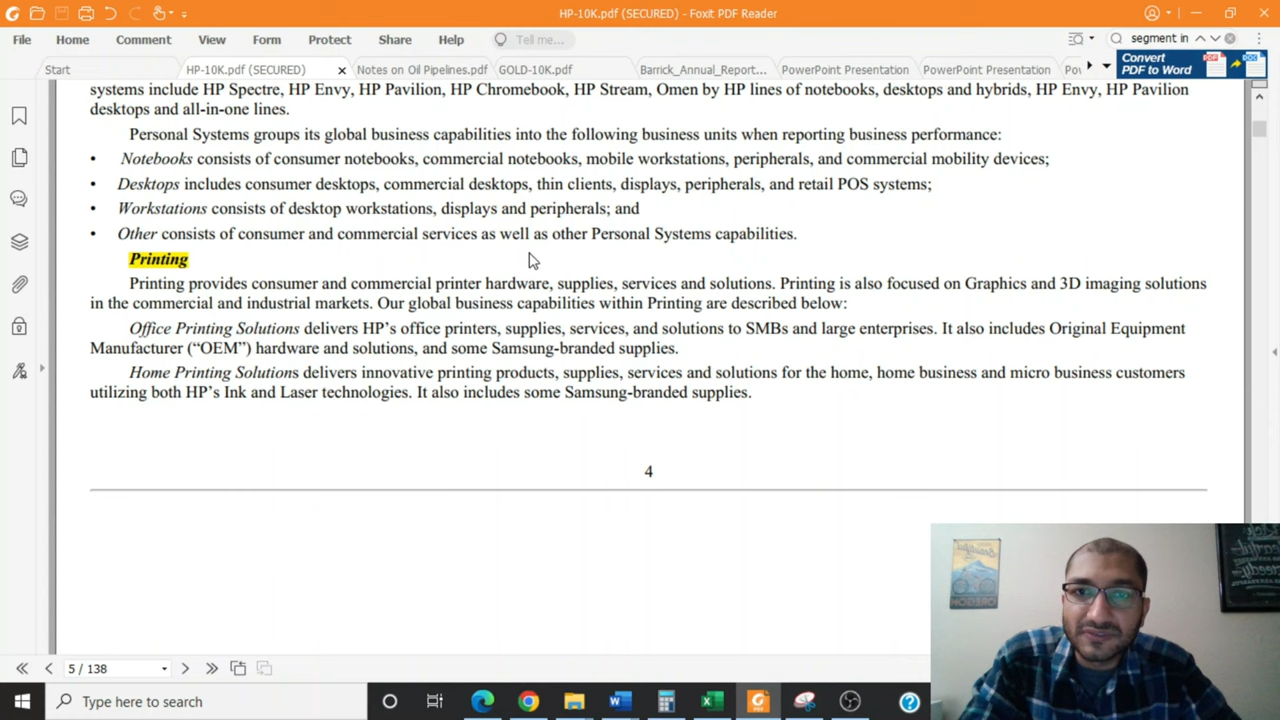 HP-10K.pdf (SECURED) - Foxit PDF Reader
File Home Comment View Form Protect Share Help Tell me... segment in
Start HP-10K.pdf (SECURED) Notes on Oil Pipelines.pdf GOLD-10K.pdf Barrick_Annual_Report... PowerPoint Presentation PowerPoint Presentation Po
Convert
PDF to Word
systems include HP Spectre, HP Envy, HP Pavilion, HP Chromebook, HP Stream, Omen by HP lines of notebooks, desktops and hybrids, HP Envy, HP Pavilion
desktops and all-in-one lines.
Personal Systems groups its global business capabilities into the following business units when reporting business performance:
• Notebooks consists of consumer notebooks, commercial notebooks, mobile workstations, peripherals, and commercial mobility devices;
• Desktops includes consumer desktops, commercial desktops, thin clients, displays, peripherals, and retail POS systems;
• Workstations consists of desktop workstations, displays and peripherals; and
• Other consists of consumer and commercial services as well as other Personal Systems capabilities.
Printing
Printing provides consumer and commercial printer hardware, supplies, services and solutions. Printing is also focused on Graphics and 3D imaging solutions
in the commercial and industrial markets. Our global business capabilities within Printing are described below:
Office Printing Solutions delivers HP's office printers, supplies, services, and solutions to SMBs and large enterprises. It also includes Original Equipment
Manufacturer ("OEM") hardware and solutions, and some Samsung-branded supplies.
Home Printing Solutions delivers innovative printing products, supplies, services and solutions for the home, home business and micro business customers
utilizing both HP's Ink and Laser technologies. It also includes some Samsung-branded supplies.
4
Beautiful
5 / 138
Type here to search